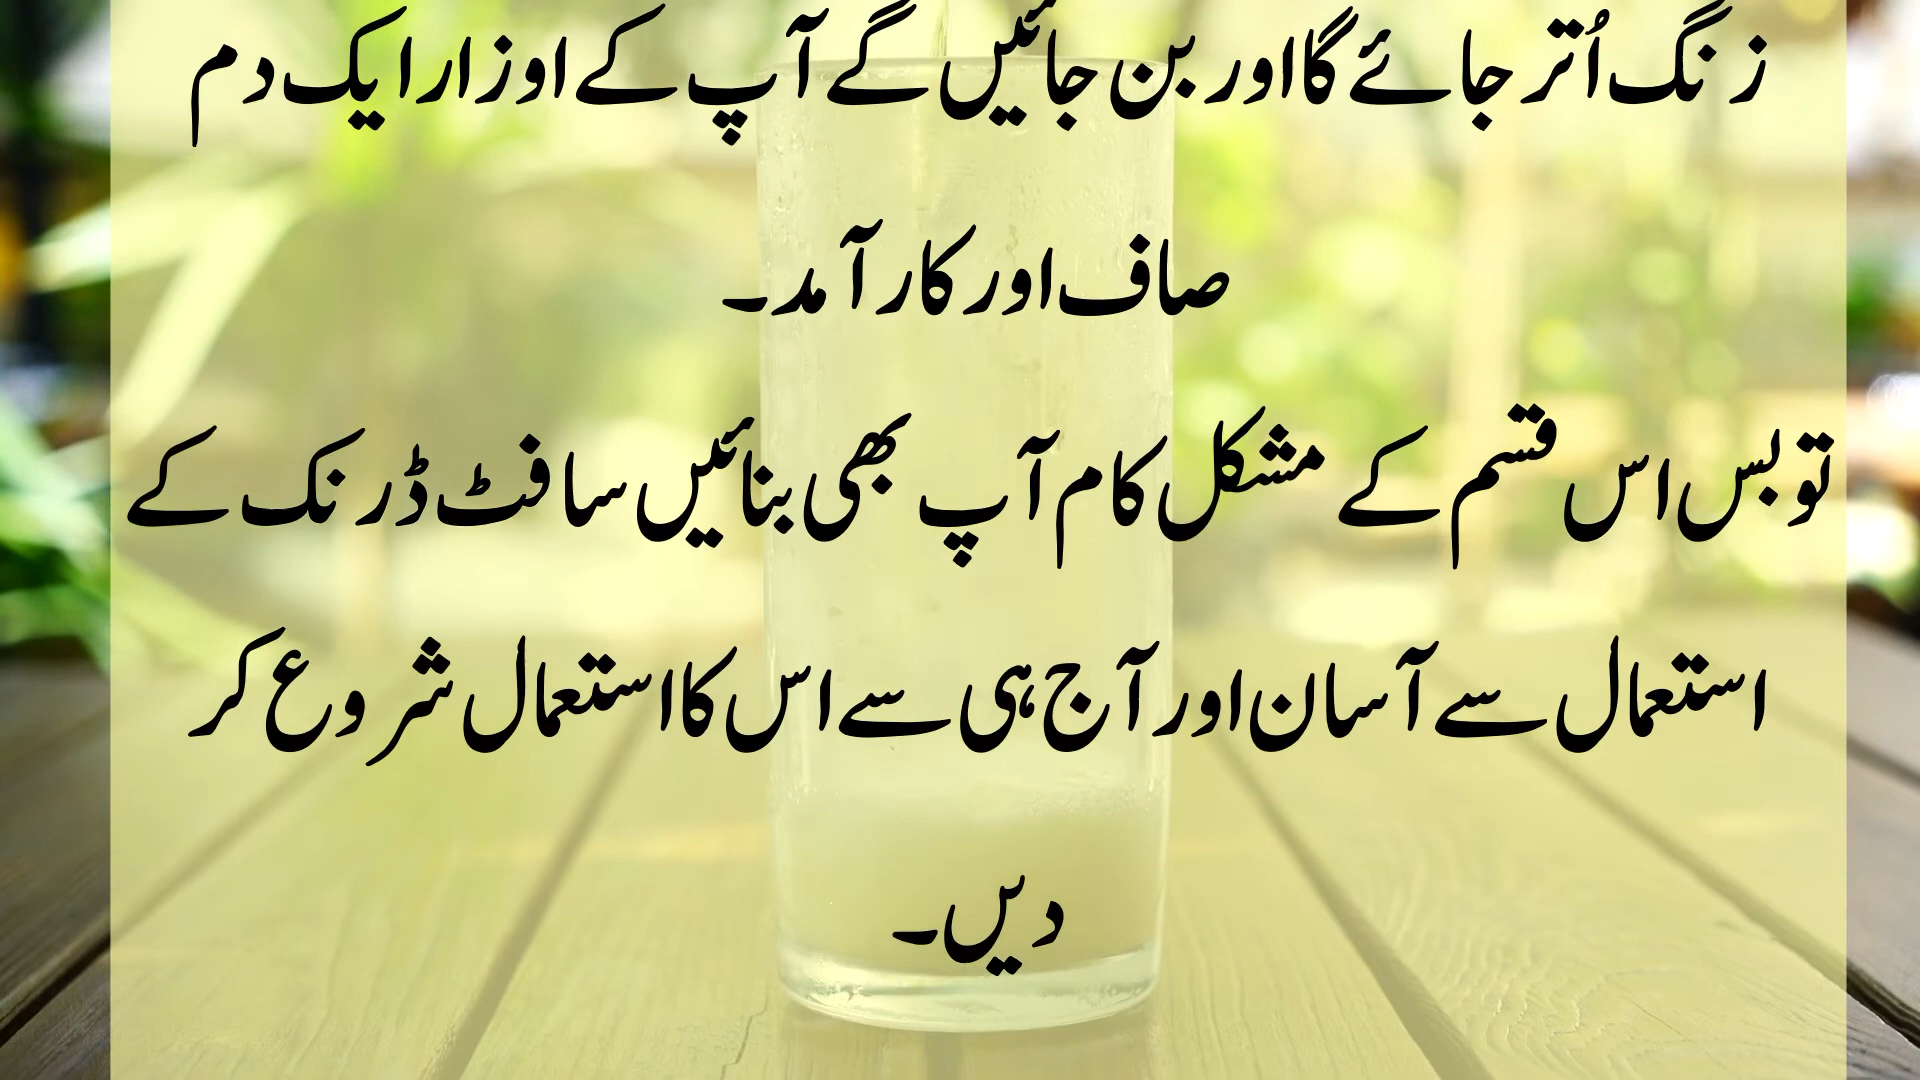 زنگ اُتر جائے گا اور بن جائیں گے آپ کے اوزار ایک دم
صاف اور کار آمد۔
تو بس اس قسم کے مشکل کام آپ بھی بنائیں سافٹ ڈرنک کے
استعمال سے آسان اور آج ہی سے اس کا استعمال شروع کر
دیں۔